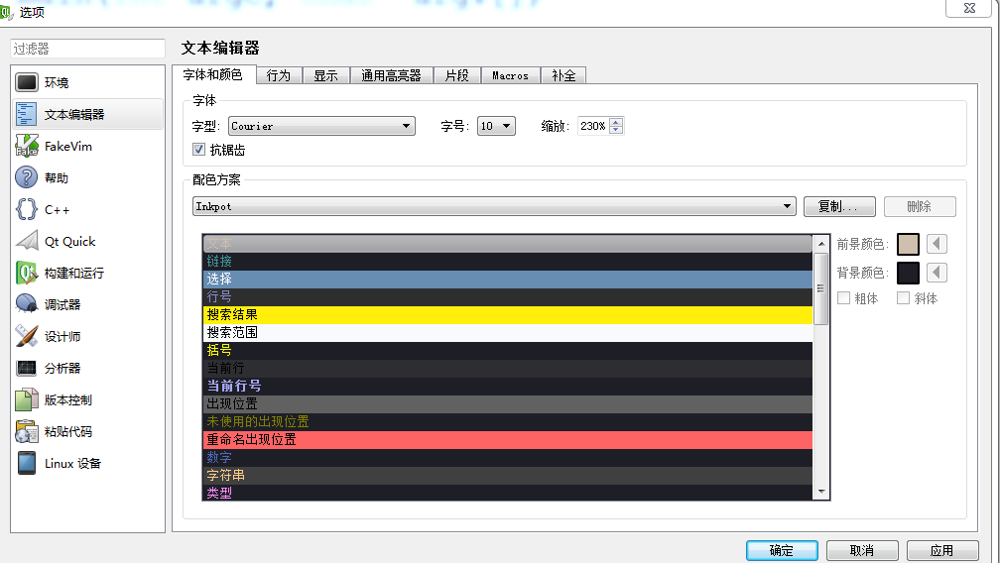 选项
过滤器
环境
文本编辑器
FakeVim
帮助
C++
Qt Quick
构建和运行
调试器
设计师
分析器
版本控制
粘贴代码
Linux 设备
文本编辑器
字体和颜色 行为 显示 通用高亮器 片段 Macros 补全
字体
字型: Courier 字号: 10 缩放: 230%
抗锯齿
配色方案
Inkpot 复制... 删除
文本
链接
选择
行号
搜索结果
搜索范围
括号
当前行
当前行号
出现位置
未使用的出现位置
重命名出现位置
数字
字符串
类型
前景颜色:
背景颜色:
粗体 斜体
确定 取消 应用